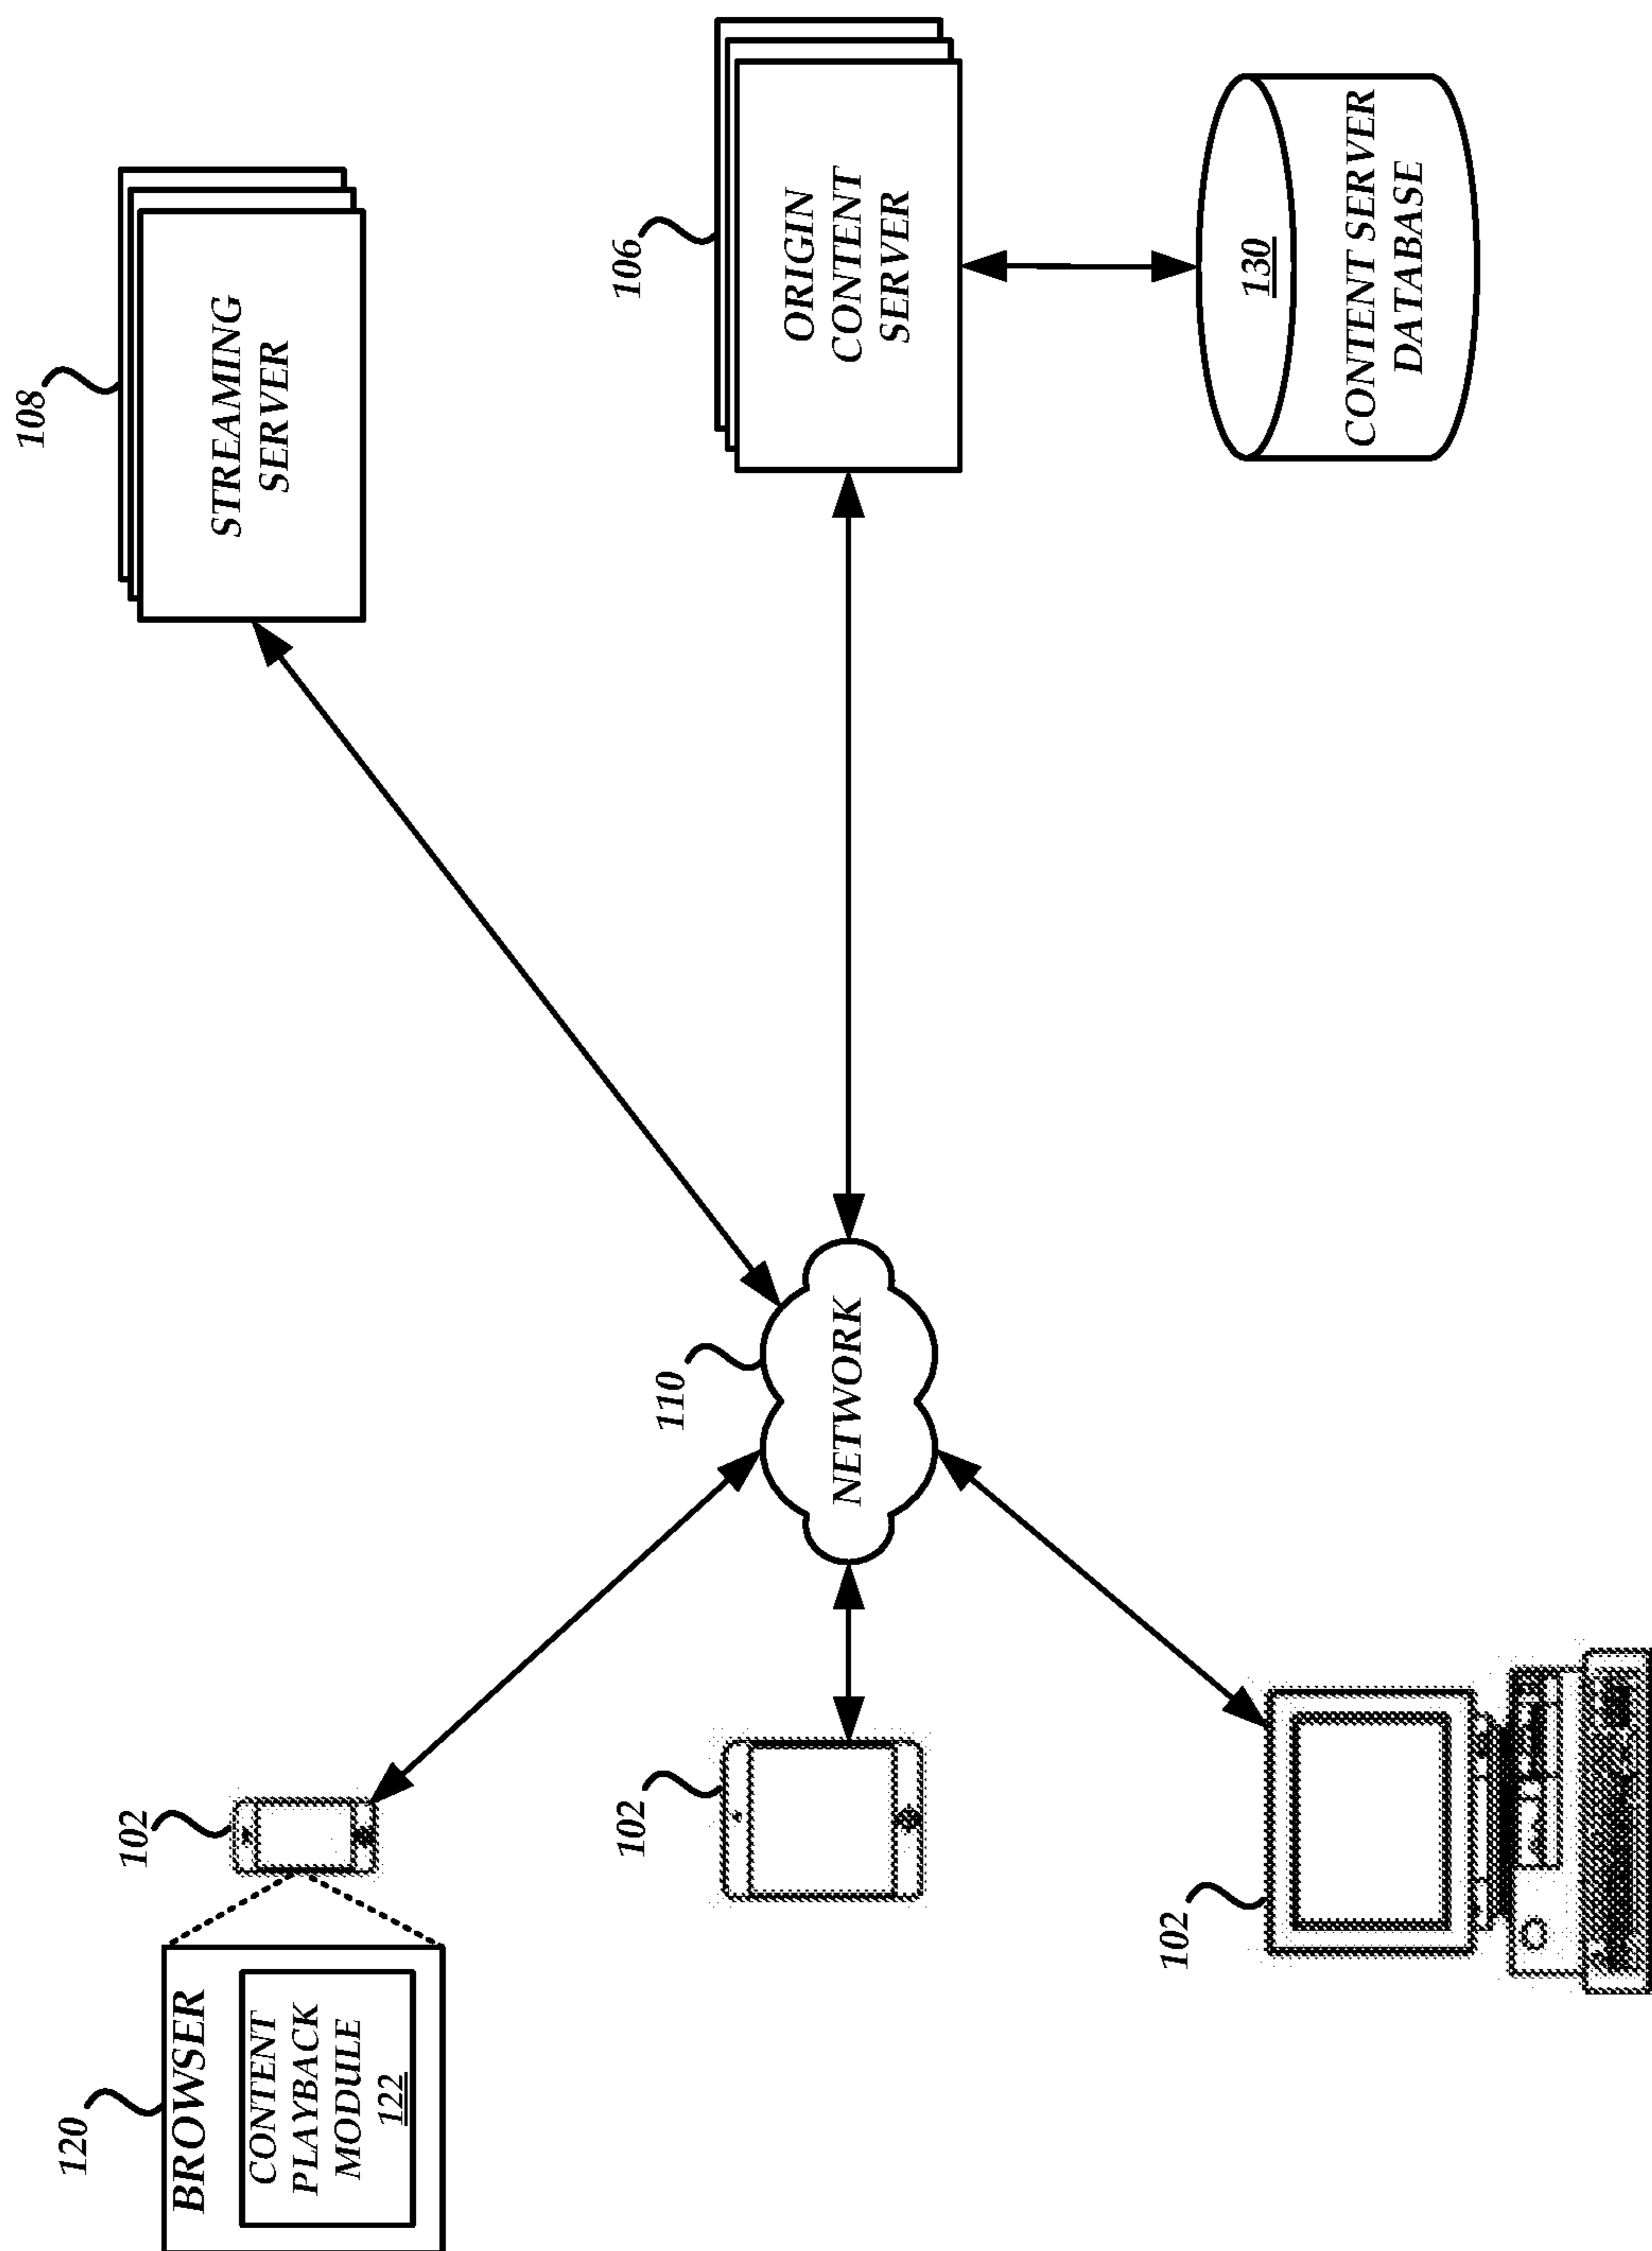 108
STREAMING
SERVER
106
ORIGIN
CONTENT
SERVER
130
CONTENT SERVER
DATABASE
110
NETWORK
102
102
102
120
BROWSER
CONTENT
PLAYBACK
MODULE
122